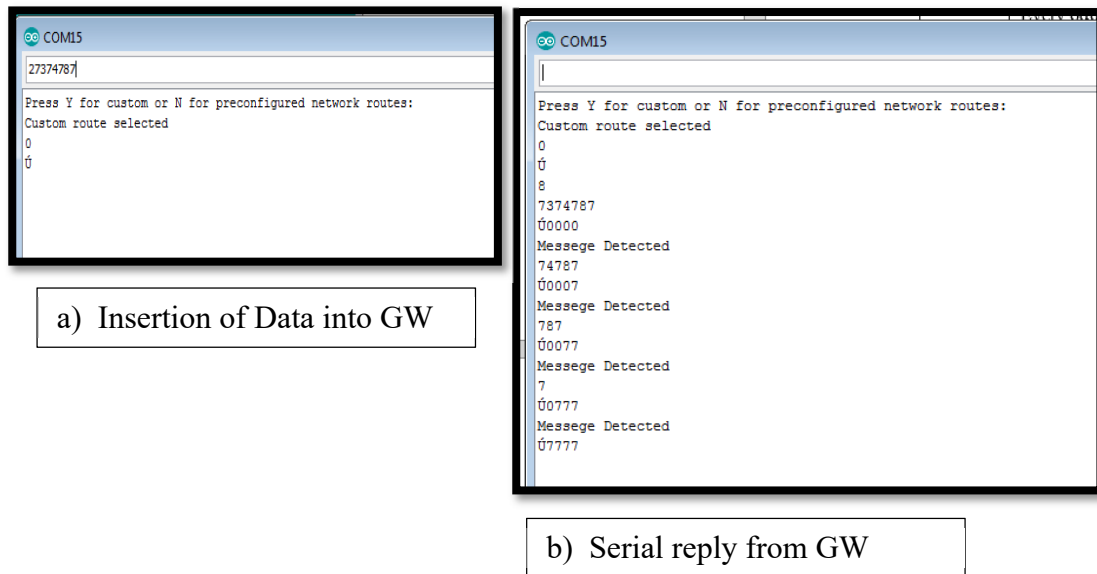 COM15
27374787
Press Y for custom or N for preconfigured network routes:
Custom route selected
0
Ú
a) Insertion of Data into GW
COM15
Press Y for custom or N for preconfigured network routes:
Custom route selected
0
Ú
8
7374787
Ú0000
Messege Detected
74787
Ú0007
Messege Detected
787
Ú0077
Messege Detected
7
Ú0777
Messege Detected
Ú7777
b) Serial reply from GW